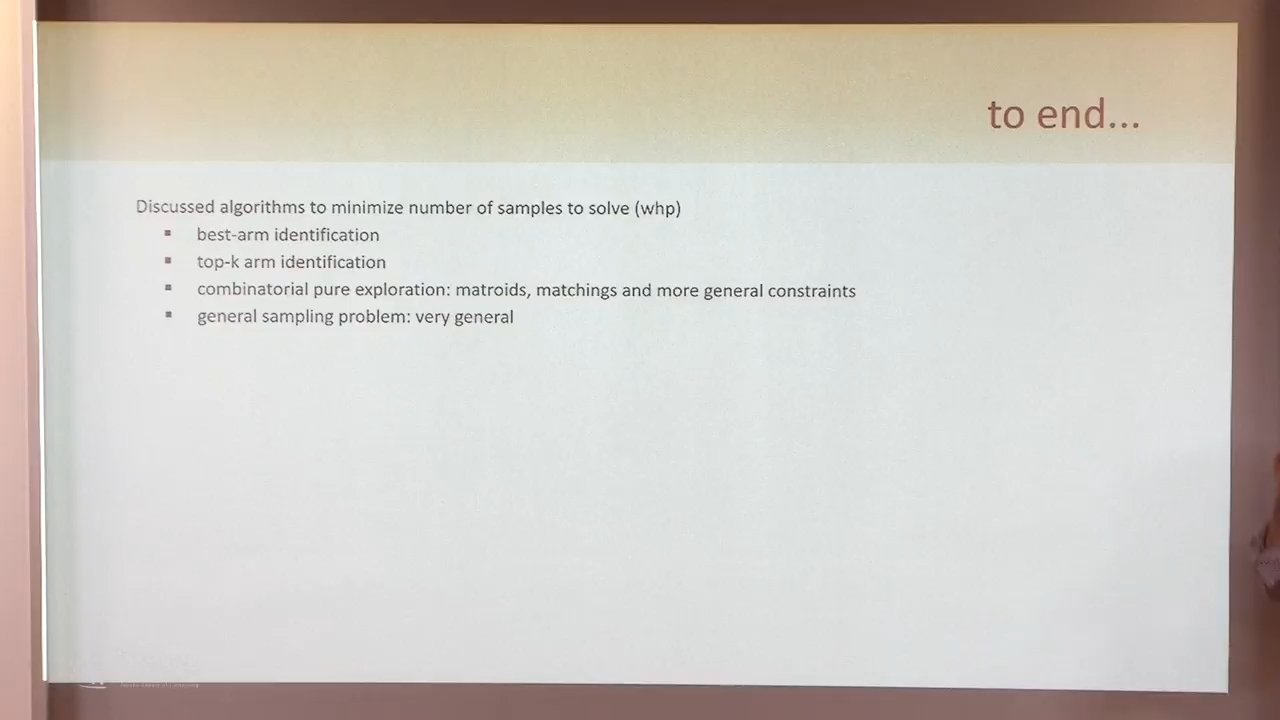 to end...
Discussed algorithms to minimize number of samples to solve (whp)
▪ best-arm identification
▪ top-k arm identification
▪ combinatorial pure exploration: matroids, matchings and more general constraints
▪ general sampling problem: very general